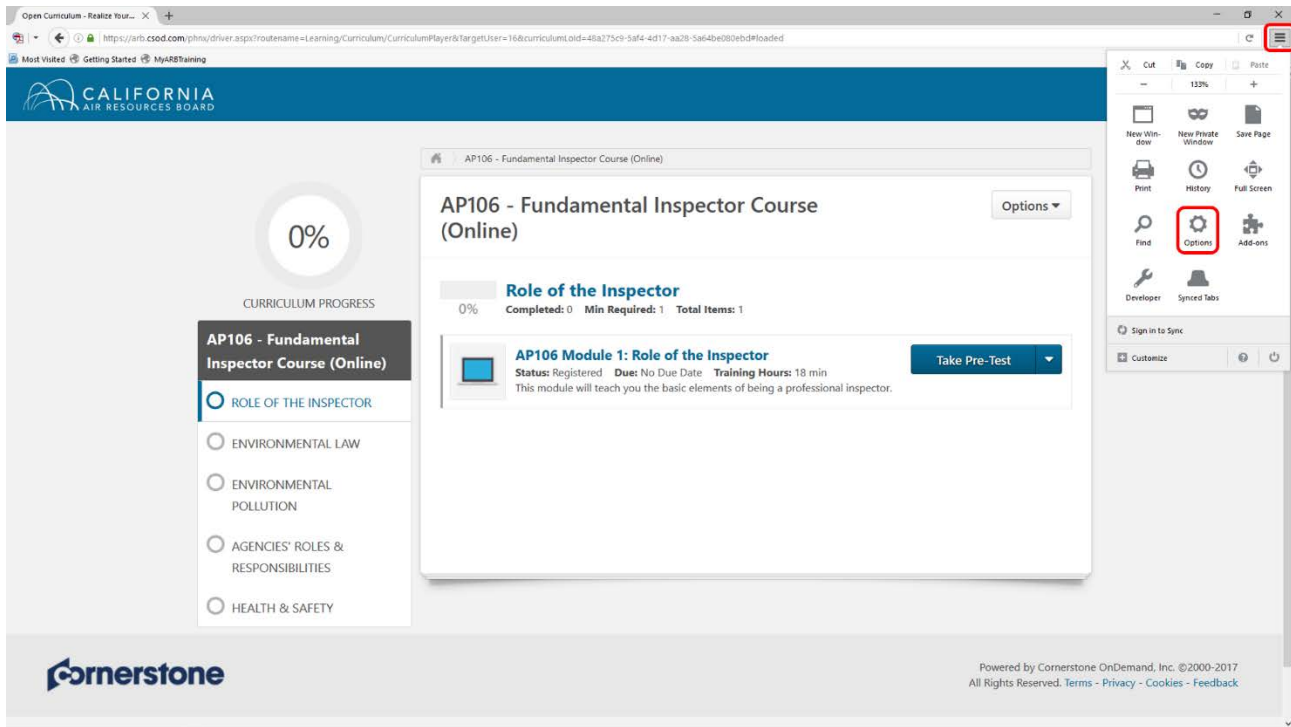 Open Curriculum - Realize Your...
https://arb.csod.com/phnx/driver.aspx?routename=Learning/Curriculum/CurriculumPlayer&TargetUser=16&curriculumLoId=48a275c9-5af4-4d17-aa28-5a64be080ebd#loaded
Most Visited Getting Started MyARBTraining
CALIFORNIA
AIR RESOURCES BOARD
Cut Copy Paste
133%
New Win-
dow
New Private
Window
Save Page
Print History Full Screen
Find Options Add-ons
Developer Synced Tabs
Sign in to Sync
Customize
AP106 - Fundamental Inspector Course (Online)
0%
CURRICULUM PROGRESS
AP106 - Fundamental
Inspector Course (Online)
ROLE OF THE INSPECTOR
ENVIRONMENTAL LAW
ENVIRONMENTAL
POLLUTION
AGENCIES' ROLES &
RESPONSIBILITIES
HEALTH & SAFETY
AP106 - Fundamental Inspector Course
(Online)
Options
Role of the Inspector
0% Completed: 0 Min Required: 1 Total Items: 1
AP106 Module 1: Role of the Inspector
Status: Registered Due: No Due Date Training Hours: 18 min
This module will teach you the basic elements of being a professional inspector.
Take Pre-Test
Cornerstone
Powered by Cornerstone OnDemand, Inc. ©2000-2017
All Rights Reserved. Terms - Privacy - Cookies - Feedback